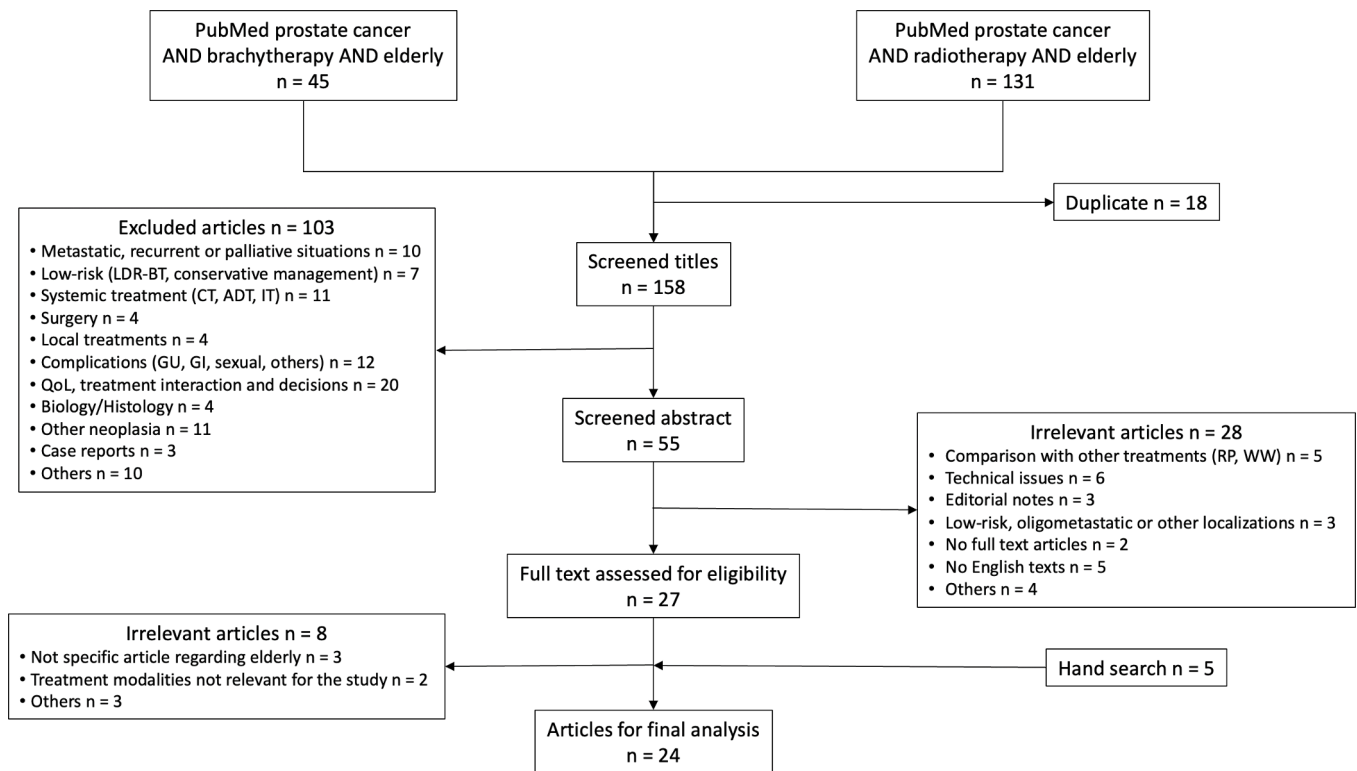 PubMed prostate cancer
AND brachytherapy AND elderly
n = 45
PubMed prostate cancer
AND radiotherapy AND elderly
n = 131
Duplicate n = 18
Screened titles
n = 158
Excluded articles n = 103
• Metastatic, recurrent or palliative situations n = 10
• Low-risk (LDR-BT, conservative management) n = 7
• Systemic treatment (CT, ADT, IT) n = 11
• Surgery n = 4
• Local treatments n = 4
• Complications (GU, GI, sexual, others) n = 12
• QoL, treatment interaction and decisions n = 20
• Biology/Histology n = 4
• Other neoplasia n = 11
• Case reports n = 3
• Others n = 10
Screened abstract
n = 55
Irrelevant articles n = 28
• Comparison with other treatments (RP, WW) n = 5
• Technical issues n = 6
• Editorial notes n = 3
• Low-risk, oligometastatic or other localizations n = 3
• No full text articles n = 2
• No English texts n = 5
• Others n = 4
Full text assessed for eligibility
n = 27
Irrelevant articles n = 8
• Not specific article regarding elderly n = 3
• Treatment modalities not relevant for the study n = 2
• Others n = 3
Hand search n = 5
Articles for final analysis
n = 24